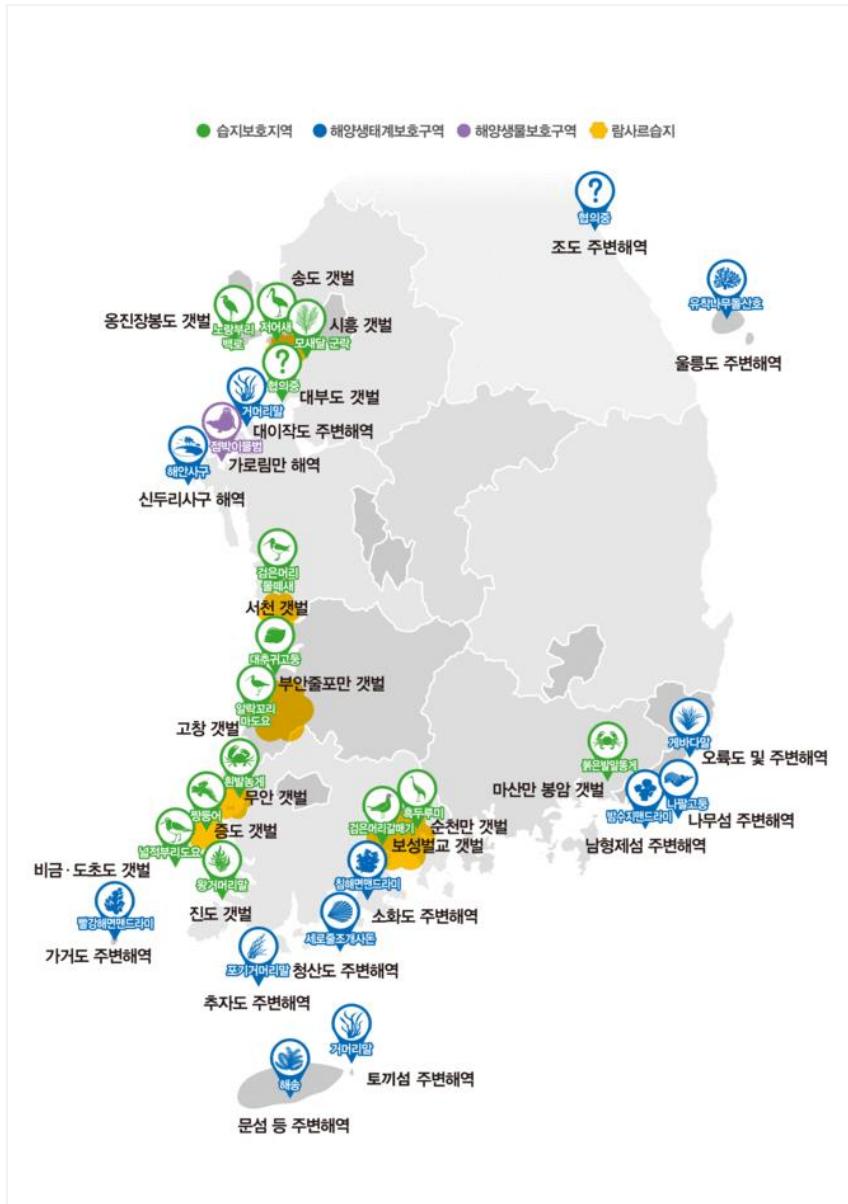 습지보호지역 해양생태계보호구역 해양생물보호구역 람사르습지
?
협의중
조도 주변해역
유착나무돌산호
울릉도 주변해역
송도 갯벌
옹진장봉도 갯벌
노랑부리
백로
저어새
모새달 군락
시흥 갯벌
?
협의중
대부도 갯벌
거머리말
대이작도 주변해역
점박이물범
가로림만 해역
해안사구
신두리사구 해역
검은머리
물떼새
서천 갯벌
대추귀고둥
부안줄포만 갯벌
알락꼬리
마도요
고창 갯벌
흰발농게
무안 갯벌
짱뚱어
증도 갯벌
넓적부리도요
비금·도초도 갯벌
왕거머리말
진도 갯벌
빨강해면맨드라미
가거도 주변해역
흑두루미
순천만 갯벌
검은머리갈매기
보성벌교 갯벌
침해면맨드라미
소화도 주변해역
세로줄조개사돈
청산도 주변해역
포기거머리말
추자도 주변해역
거머리말
토끼섬 주변해역
해송
문섬 등 주변해역
붉은발말똥게
마산만 봉암 갯벌
게바다말
오륙도 및 주변해역
나팔고둥
나무섬 주변해역
밤수지맨드라미
남형제섬 주변해역